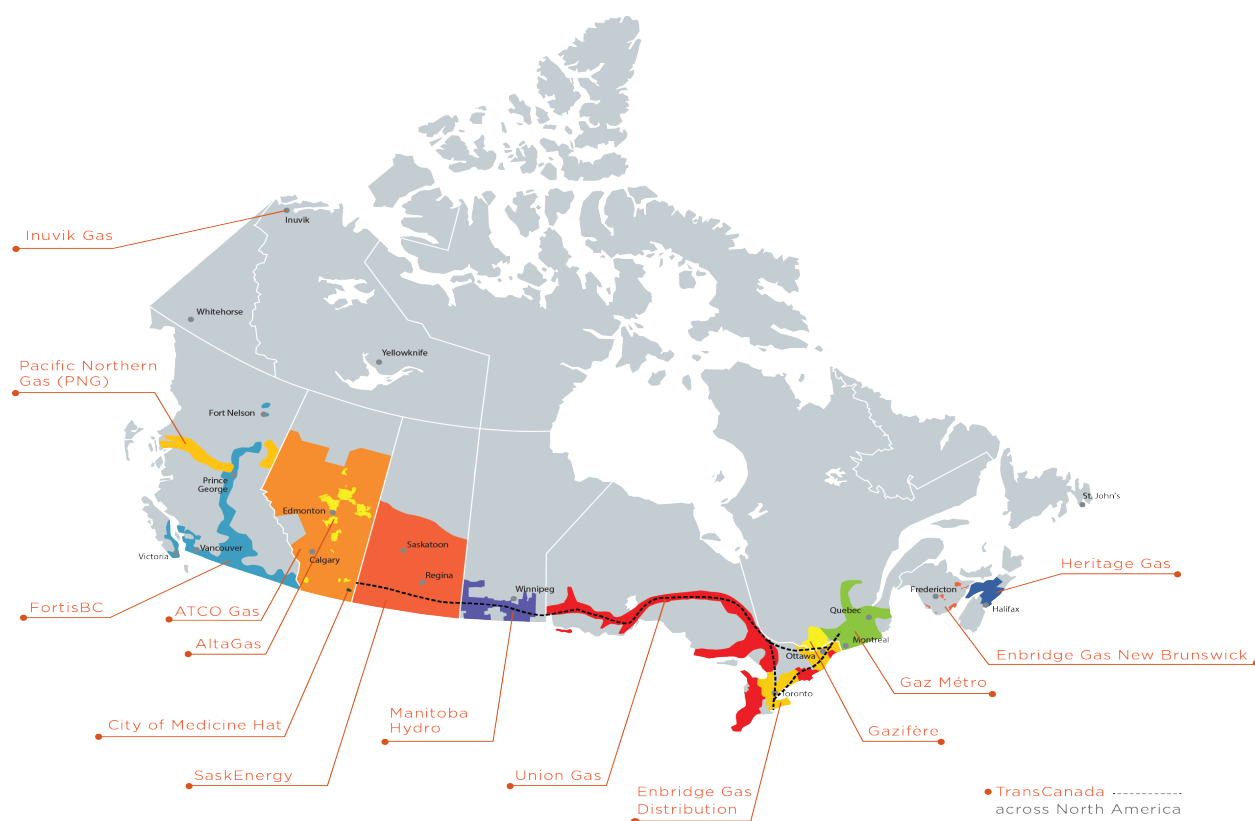 Inuvik
Inuvik Gas
Whitehorse
Yellowknife
Pacific Northern
Gas (PNG)
Fort Nelson
Prince
George
Edmonton
St. John's
Saskatoon
Vancouver
Victoria
Calgary
Heritage Gas
Regina
Fredericton
Winnipeg
FortisBC
ATCO Gas
Quebec
Halifax
AltaGas
Montreal
Ottawa
Enbridge Gas New Brunswick
Gaz Métro
Toronto
City of Medicine Hat
Manitoba
Hydro
Gazifère
SaskEnergy
Union Gas
Enbridge Gas
Distribution
TransCanada
across North America